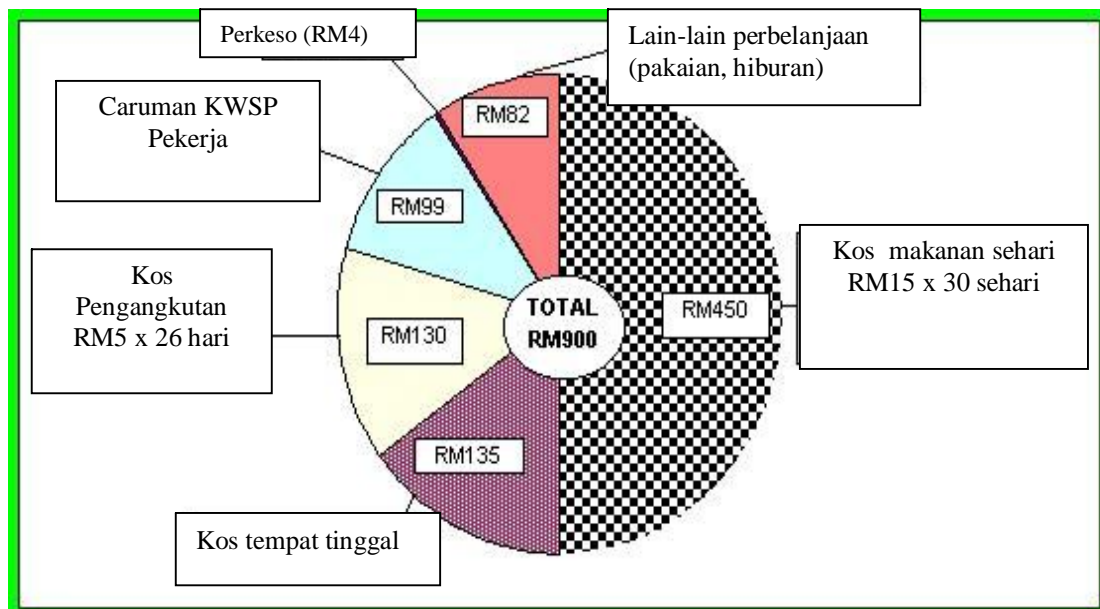 Perkeso (RM4)
Lain-lain perbelanjaan
(pakaian, hiburan)
Caruman KWSP
Pekerja
RM82
RM99
Kos
Pengangkutan
RM5 x 26 hari
RM130
TOTAL
RM900
RM450
Kos makanan sehari
RM15 x 30 sehari
RM135
Kos tempat tinggal